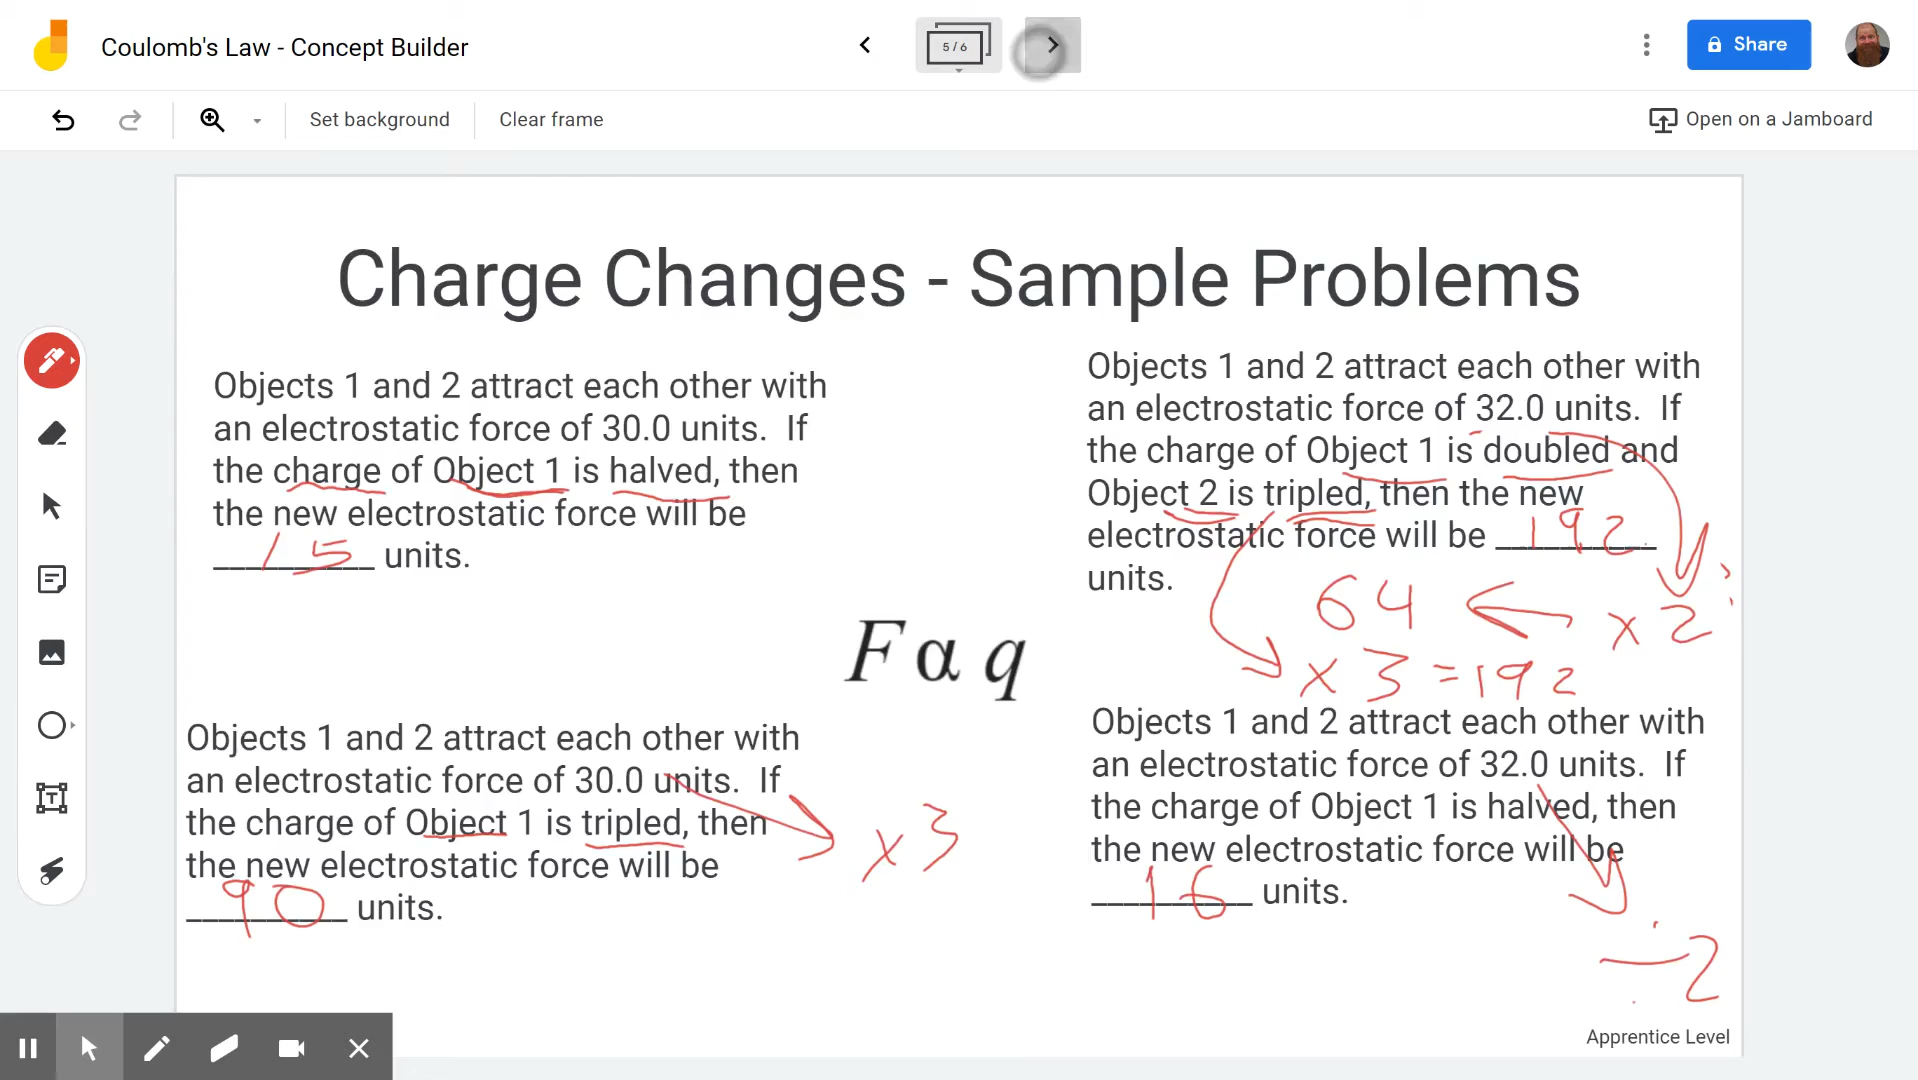 Coulomb's Law - Concept Builder
5 / 6
Share
Set background
Clear frame
Open on a Jamboard
Charge Changes - Sample Problems
Objects 1 and 2 attract each other with
an electrostatic force of 30.0 units. If
the charge of Object 1 is halved, then
the new electrostatic force will be
15 units.
Objects 1 and 2 attract each other with
an electrostatic force of 32.0 units. If
the charge of Object 1 is doubled and
Object 2 is tripled, then the new
electrostatic force will be 192
units.
64
x 2
x 3 = 192
F α q
Objects 1 and 2 attract each other with
an electrostatic force of 30.0 units. If
the charge of Object 1 is tripled, then
the new electrostatic force will be
90 units.
x 3
Objects 1 and 2 attract each other with
an electrostatic force of 32.0 units. If
the charge of Object 1 is halved, then
the new electrostatic force will be
16 units.
÷ 2
Apprentice Level